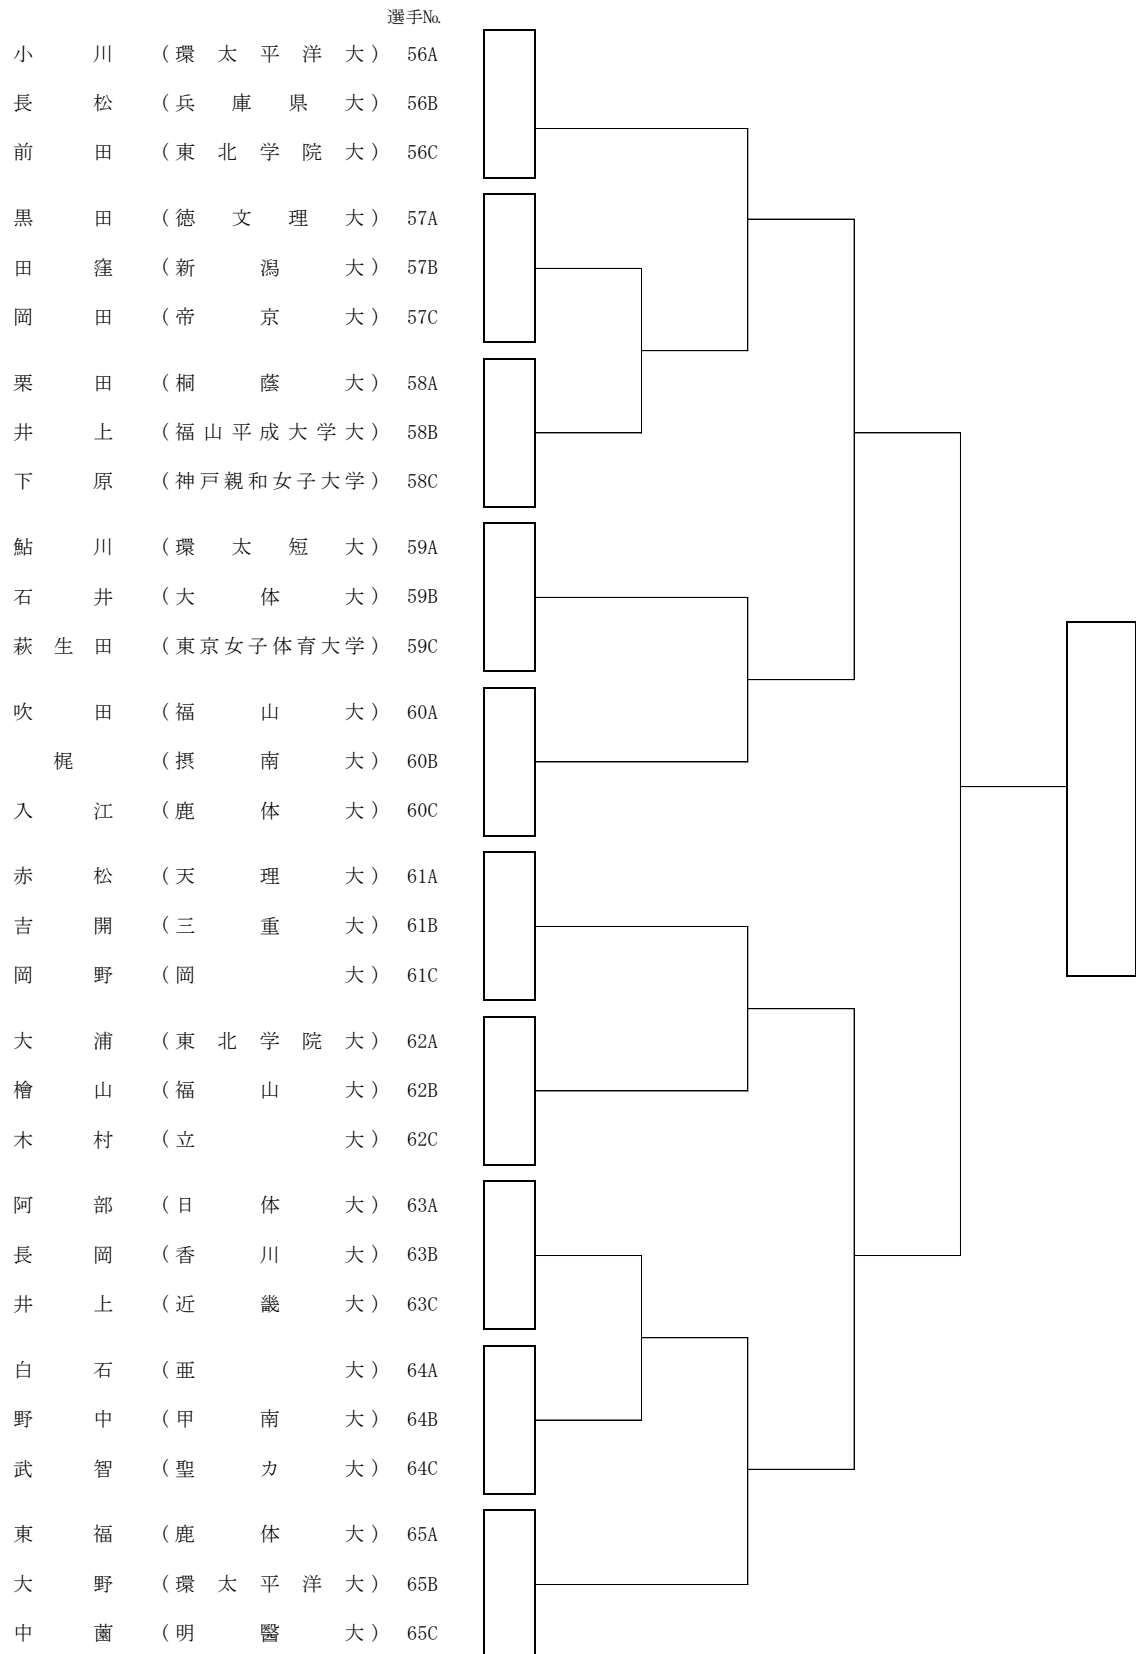 選手№
小川 (環太平洋大) 56A
長松 (兵庫県大) 56B
前田 (東北学院大) 56C
黒田 (徳文理大) 57A
田窪 (新潟大) 57B
岡田 (帝京大) 57C
栗田 (桐蔭大) 58A
井上 (福山平成大学大) 58B
下原 (神戸親和女子大学) 58C
鮎川 (環太短大) 59A
石井 (大体大) 59B
萩生田 (東京女子体育大学) 59C
吹田 (福山大) 60A
梶 (摂南大) 60B
入江 (鹿体大) 60C
赤松 (天理大) 61A
吉開 (三重大) 61B
岡野 (岡大) 61C
大浦 (東北学院大) 62A
檜山 (福山大) 62B
木村 (立大) 62C
阿部 (日体大) 63A
長岡 (香川大) 63B
井上 (近畿大) 63C
白石 (亜大) 64A
野中 (甲南大) 64B
武智 (聖カ大) 64C
東福 (鹿体大) 65A
大野 (環太平洋大) 65B
中薗 (明醫大) 65C